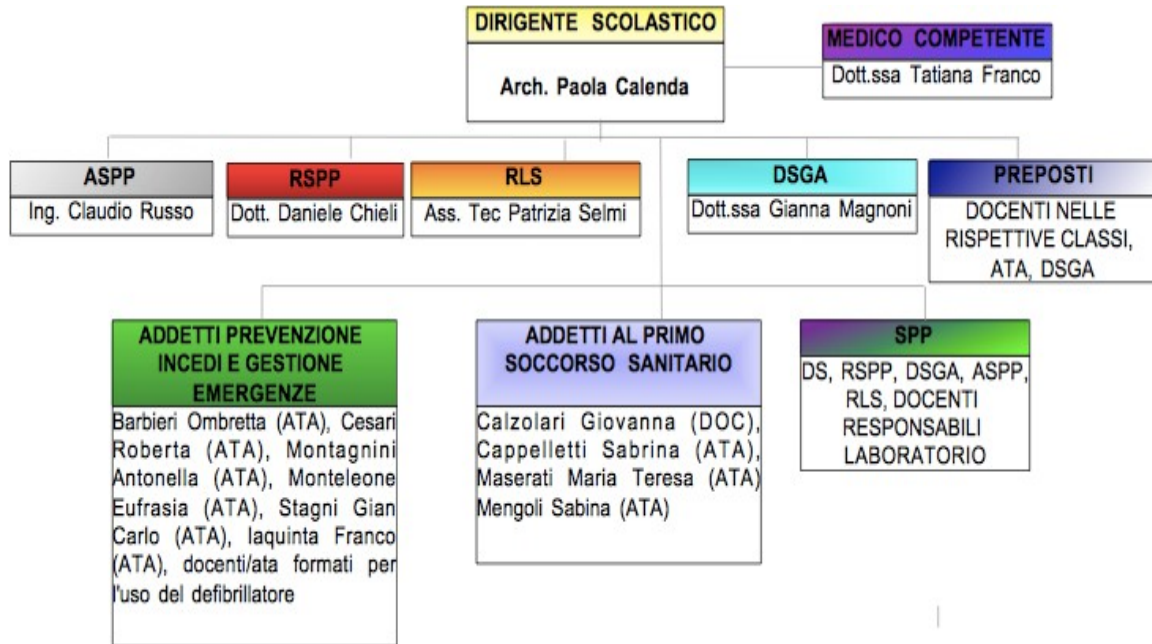 DIRIGENTE SCOLASTICO
Arch. Paola Calenda
MEDICO COMPETENTE
Dott.ssa Tatiana Franco
ASPP
Ing. Claudio Russo
RSPP
Dott. Daniele Chieli
RLS
Ass. Tec Patrizia Selmi
DSGA
Dott.ssa Gianna Magnoni
PREPOSTI
DOCENTI NELLE
RISPETTIVE CLASSI,
ATA, DSGA
ADDETTI PREVENZIONE
INCEDI E GESTIONE
EMERGENZE
Barbieri Ombretta (ATA), Cesari
Roberta (ATA), Montagnini
Antonella (ATA), Monteleone
Eufrasia (ATA), Stagni Gian
Carlo (ATA), Iaquinta Franco
(ATA), docenti/ata formati per
l'uso del defibrillatore
ADDETTI AL PRIMO
SOCCORSO SANITARIO
Calzolari Giovanna (DOC),
Cappelletti Sabrina (ATA),
Maserati Maria Teresa (ATA)
Mengoli Sabina (ATA)
SPP
DS, RSPP, DSGA, ASPP,
RLS, DOCENTI
RESPONSABILI
LABORATORIO